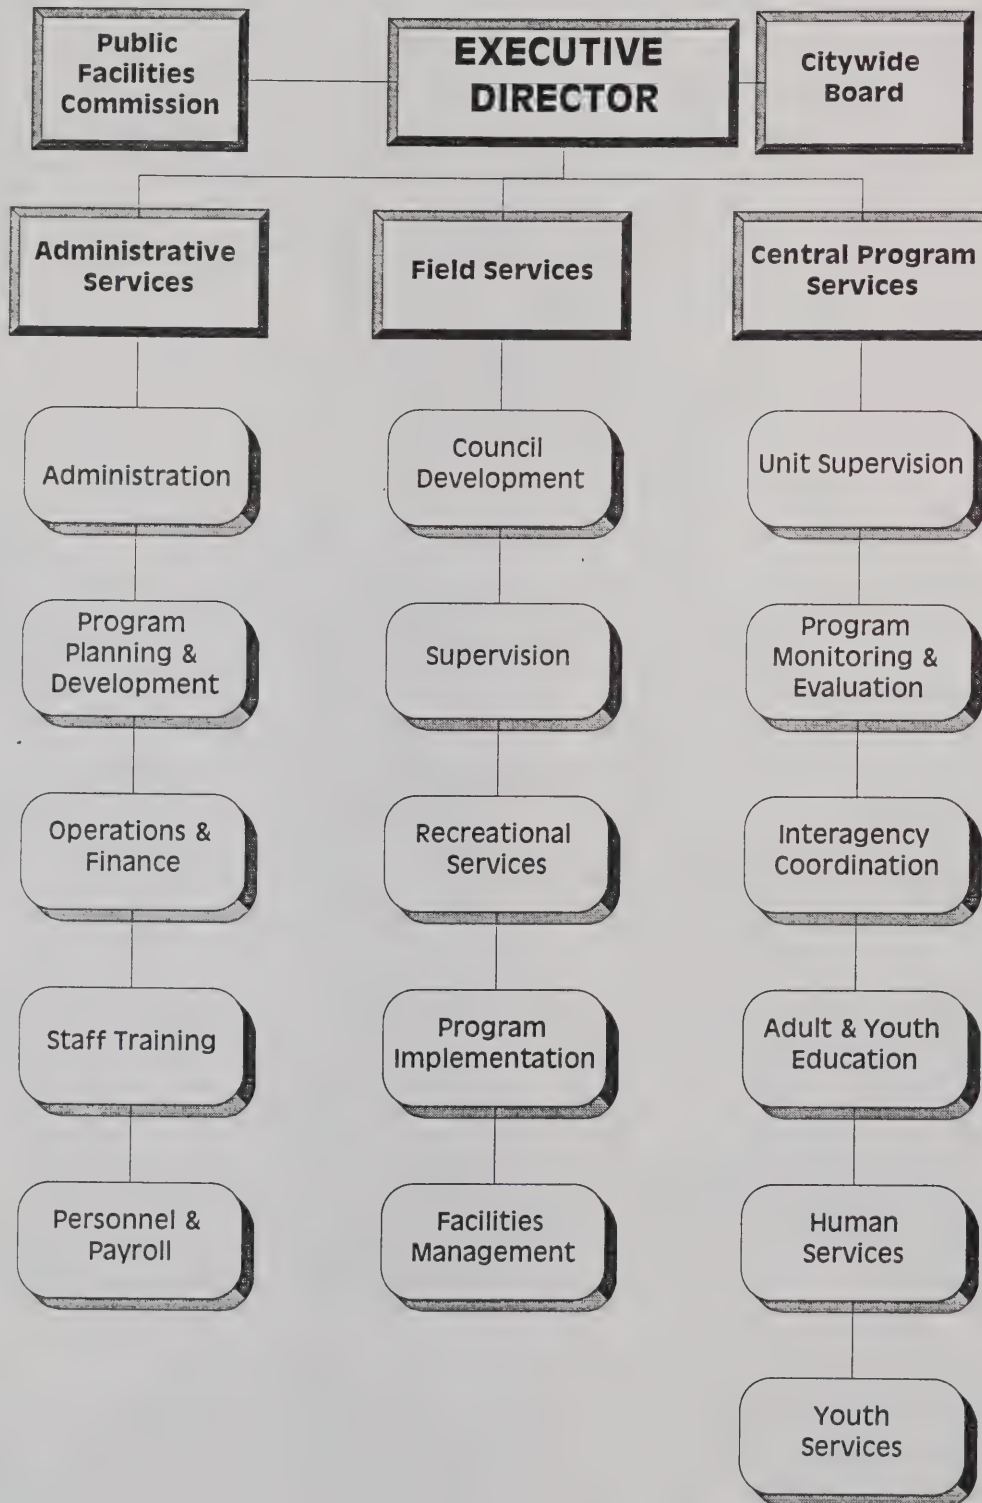 Public
Facilities
Commission
EXECUTIVE
DIRECTOR
Citywide
Board
Administrative
Services
Field Services
Central Program
Services
Administration
Program
Planning &
Development
Operations &
Finance
Staff Training
Personnel &
Payroll
Council
Development
Supervision
Recreational
Services
Program
Implementation
Facilities
Management
Unit Supervision
Program
Monitoring &
Evaluation
Interagency
Coordination
Adult & Youth
Education
Human
Services
Youth
Services